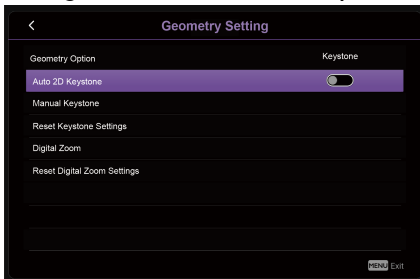 Geometry Setting
Geometry Option Keystone
Auto 2D Keystone
Manual Keystone
Reset Keystone Settings
Digital Zoom
Reset Digital Zoom Settings
MENU Exit